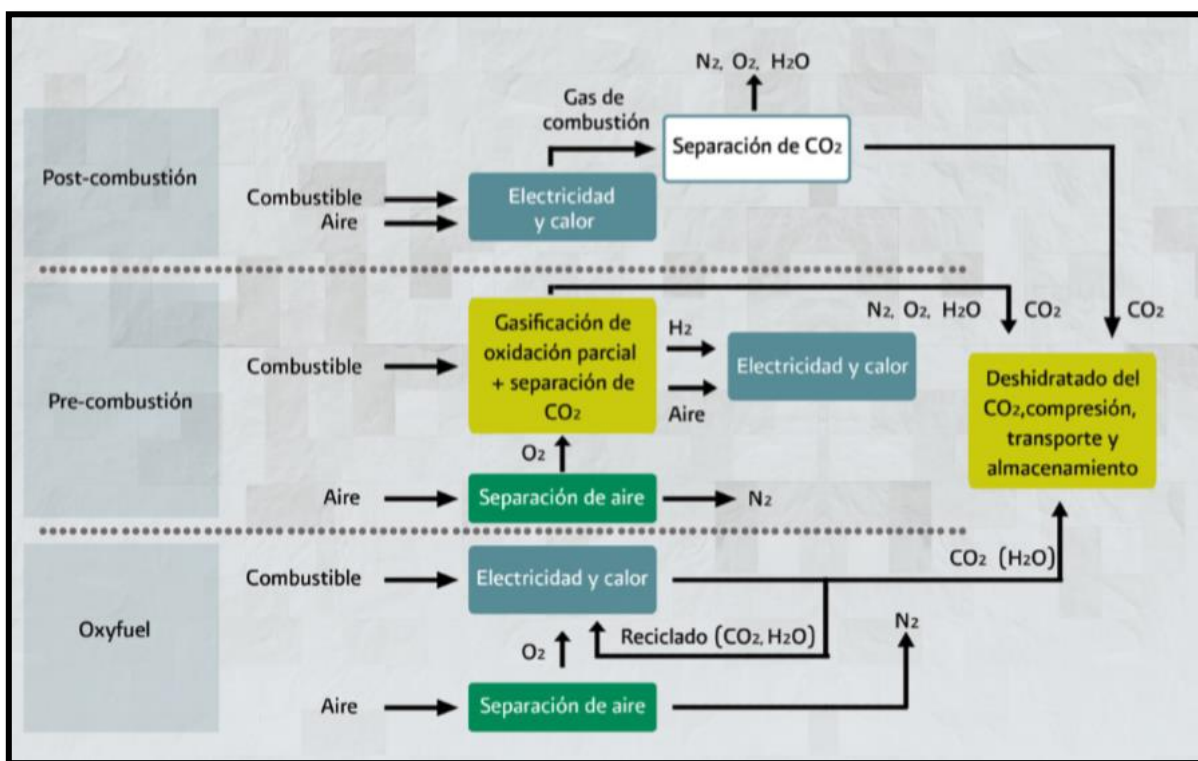 N₂, O₂, H₂O
Gas de
combustión
Separación de CO₂
Post-combustión
Combustible
Aire
Electricidad
y calor
Pre-combustión
Combustible
Gasificación de
oxidación parcial
+ separación de
CO₂
H₂
Aire
Electricidad y calor
N₂, O₂, H₂O
CO₂
CO₂
Deshidratado del
CO₂,compresión,
transporte y
almacenamiento
O₂
Aire
Separación de aire
N₂
Oxyfuel
Combustible
Electricidad y calor
CO₂ (H₂O)
O₂
Reciclado (CO₂, H₂O)
N₂
Aire
Separación de aire